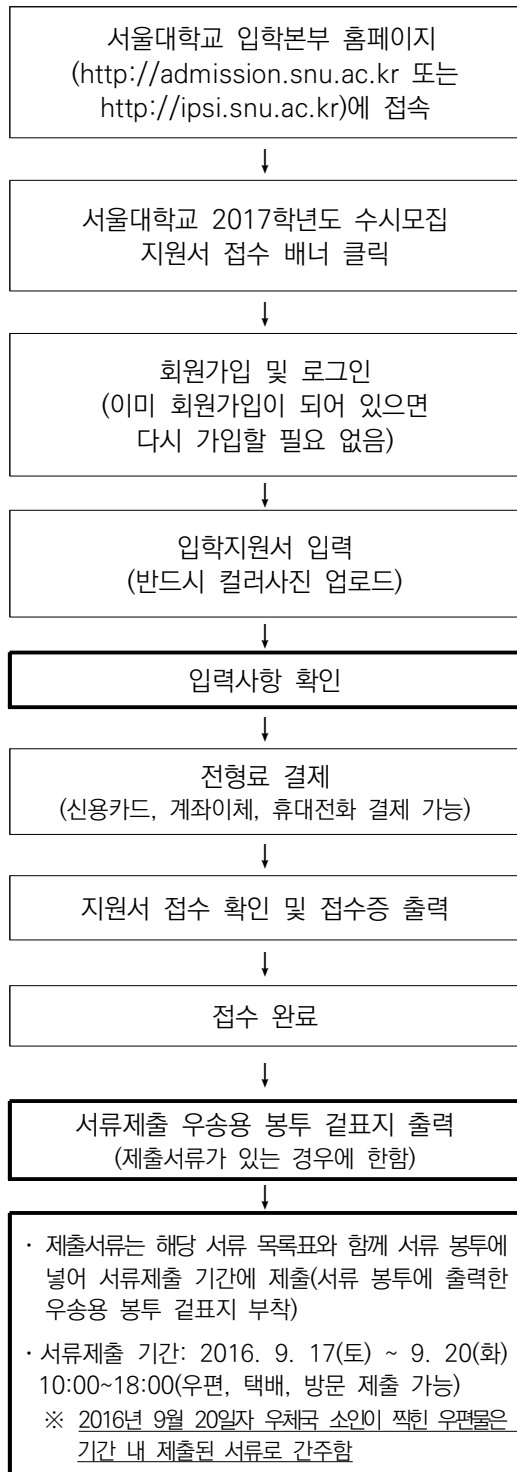 서울대학교 입학본부 홈페이지
(http://admission.snu.ac.kr 또는
http://ipsi.snu.ac.kr)에 접속
↓
서울대학교 2017학년도 수시모집
지원서 접수 배너 클릭
↓
회원가입 및 로그인
(이미 회원가입이 되어 있으면
다시 가입할 필요 없음)
↓
입학지원서 입력
(반드시 컬러사진 업로드)
↓
입력사항 확인
↓
전형료 결제
(신용카드, 계좌이체, 휴대전화 결제 가능)
↓
지원서 접수 확인 및 접수증 출력
↓
접수 완료
↓
서류제출 우송용 봉투 겉표지 출력
(제출서류가 있는 경우에 한함)
↓
· 제출서류는 해당 서류 목록표와 함께 서류 봉투에
넣어 서류제출 기간에 제출(서류 봉투에 출력한
우송용 봉투 겉표지 부착)
· 서류제출 기간: 2016. 9. 17(토) ~ 9. 20(화)
10:00~18:00(우편, 택배, 방문 제출 가능)
※ 2016년 9월 20일자 우체국 소인이 찍힌 우편물은
기간 내 제출된 서류로 간주함